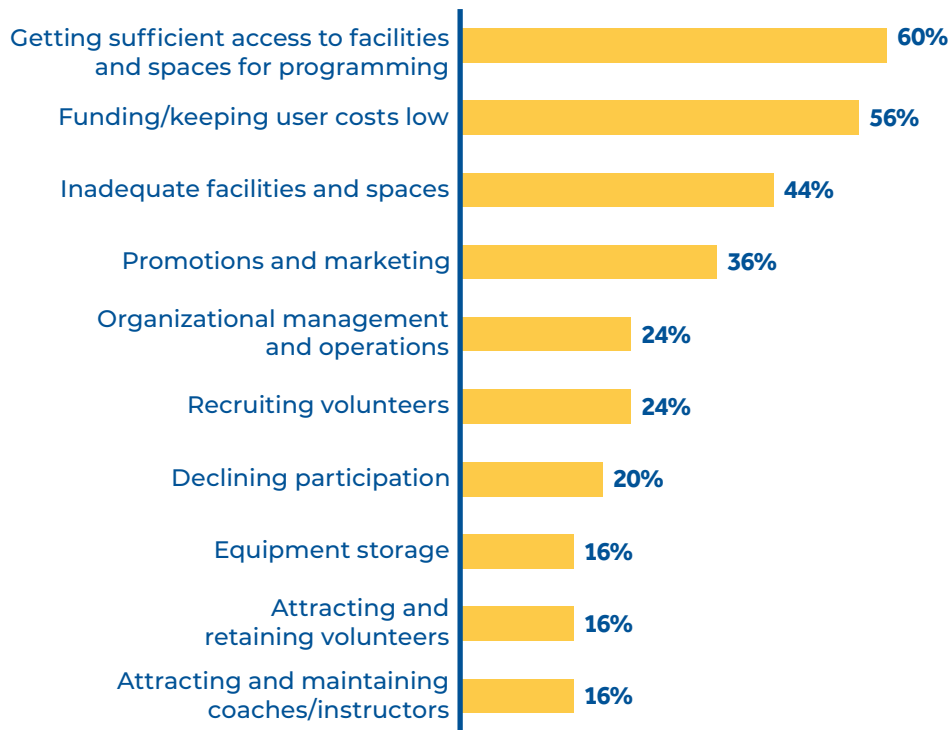 Getting sufficient access to facilities
and spaces for programming
60%
Funding/keeping user costs low
56%
Inadequate facilities and spaces
44%
Promotions and marketing
36%
Organizational management
and operations
24%
Recruiting volunteers
24%
Declining participation
20%
Equipment storage
16%
Attracting and
retaining volunteers
16%
Attracting and maintaining
coaches/instructors
16%